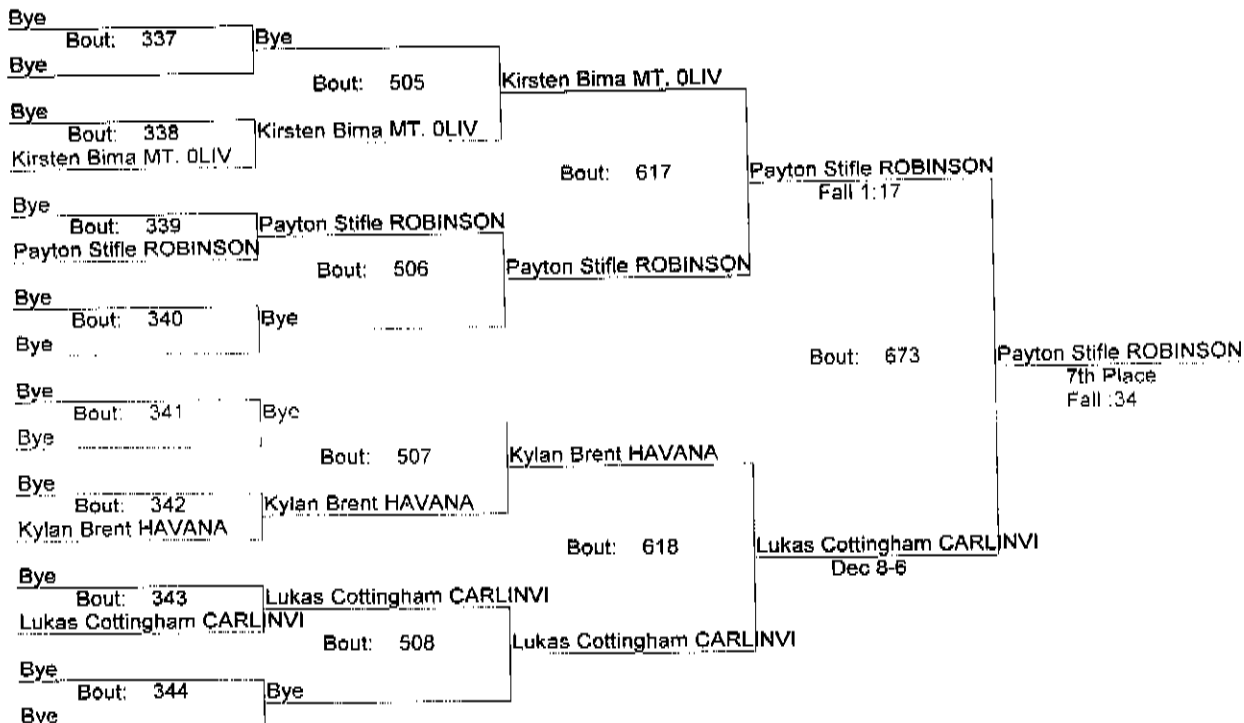 Bye
Bout: 337 Bye
Bye
Bout: 505 Kirsten Bima MT. 0LIV
Bye
Bout: 338 Kirsten Bima MT. 0LIV
Kirsten Bima MT. 0LIV
Bout: 617 Payton Stifle ROBINSON
Fall 1:17
Bye
Bout: 339 Payton Stifle ROBINSON
Payton Stifle ROBINSON
Bout: 506 Payton Stifle ROBINSON
Bye
Bout: 340 Bye
Bye
Bout: 673 Payton Stifle ROBINSON
7th Place
Fall :34
Bye
Bout: 341 Bye
Bye
Bout: 507 Kylan Brent HAVANA
Bye
Bout: 342 Kylan Brent HAVANA
Kylan Brent HAVANA
Bout: 618 Lukas Cottingham CARLINVI
Dec 8-6
Bye
Bout: 343 Lukas Cottingham CARLINVI
Lukas Cottingham CARLINVI
Bout: 508 Lukas Cottingham CARLINVI
Bye
Bout: 344 Bye
Bye